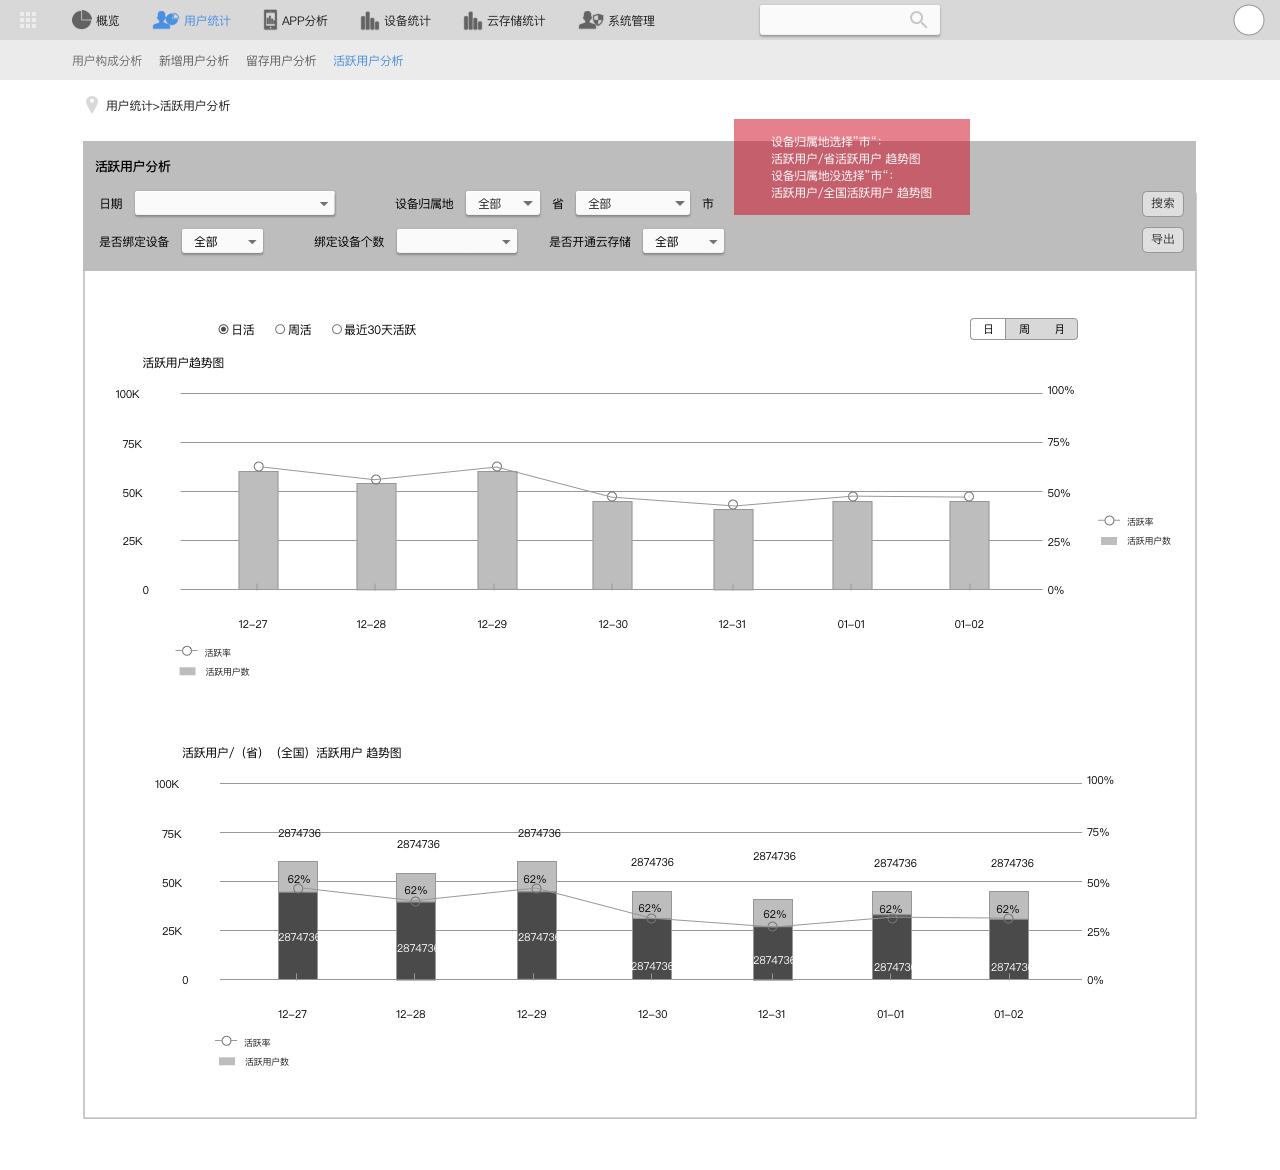 概览 用户统计 APP分析 设备统计 云存储统计 系统管理
用户构成分析 新增用户分析 留存用户分析 活跃用户分析
用户统计>活跃用户分析
设备归属地选择”市“：
活跃用户/省活跃用户 趋势图
设备归属地没选择”市“：
活跃用户/全国活跃用户 趋势图
活跃用户分析
日期 设备归属地 全部 省 全部 市 搜索
是否绑定设备 全部 绑定设备个数 是否开通云存储 全部 导出
日活 周活 最近30天活跃 日 周 月
活跃用户趋势图
100K 100%
75K 75%
50K 50%
25K 25%
0 0%
活跃率
活跃用户数
12-27 12-28 12-29 12-30 12-31 01-01 01-02
活跃率
活跃用户数
活跃用户/（省）（全国）活跃用户 趋势图
100K 100%
75K 75%
50K 50%
25K 25%
0 0%
2874736 2874736 2874736 2874736 2874736 2874736 2874736
62% 62% 62% 62% 62% 62% 62%
2874736 2874736 2874736 2874736 2874736 2874736 2874736
12-27 12-28 12-29 12-30 12-31 01-01 01-02
活跃率
活跃用户数